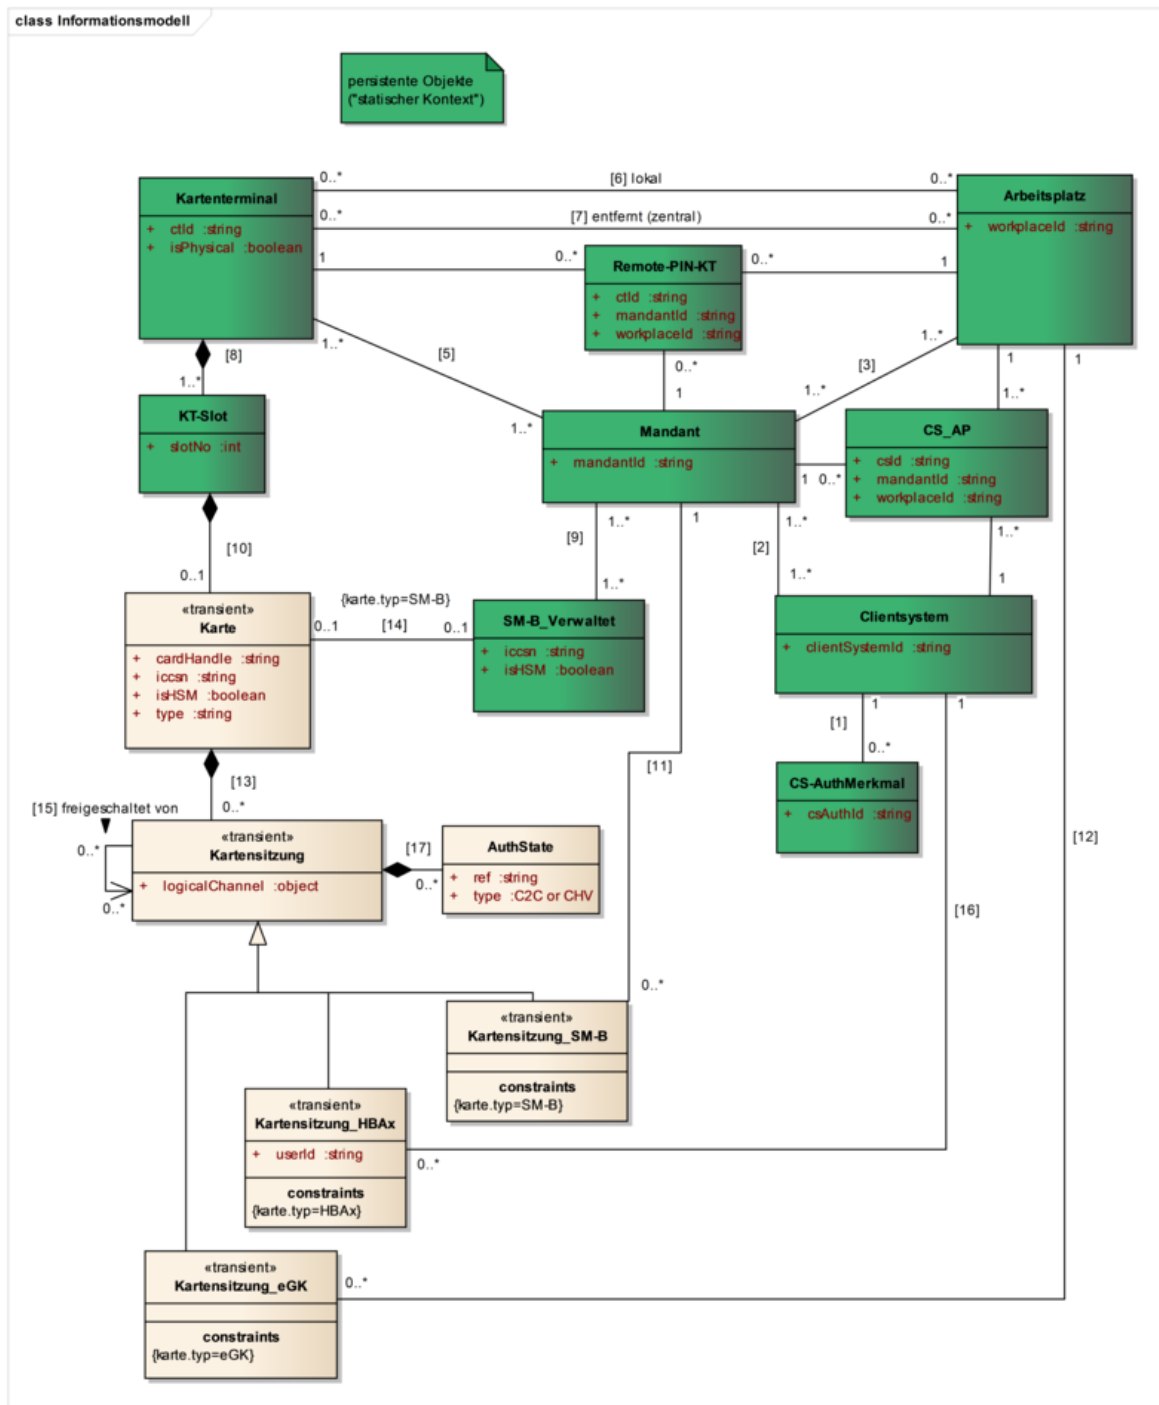 class Informationsmodell
persistente Objekte
("statischer Kontext")
0..*
[6] lokal
0..*
Kartenterminal
+ ctId :string
+ isPhysical :boolean
Arbeitsplatz
+ workplaceId :string
0..*
[7] entfernt (zentral)
0..*
1
0..*
Remote-PIN-KT
+ ctId :string
+ mandantId :string
+ workplaceId :string
0..*
1
1..*
[5]
1..*
0..*
1
1..*
[3]
1..*
1
1..*
1
[8]
1..*
KT-Slot
+ slotNo :int
Mandant
+ mandantId :string
1
0..*
CS_AP
+ csId :string
+ mandantId :string
+ workplaceId :string
[10]
0..1
[9]
1..*
1..*
1
[2]
1..*
1..*
1..*
1
«transient»
Karte
+ cardHandle :string
+ iccsn :string
+ isHSM :boolean
+ type :string
{karte.typ=SM-B}
0..1
[14]
0..1
SM-B_Verwaltet
+ iccsn :string
+ isHSM :boolean
Clientsystem
+ clientSystemId :string
1
[1]
0..*
1
[11]
CS-AuthMerkmal
+ csAuthId :string
[13]
0..*
[15] freigeschaltet von
0..*
0..*
«transient»
Kartensitzung
+ logicalChannel :object
[17]
0..*
AuthState
+ ref :string
+ type :C2C or CHV
[12]
[16]
0..*
«transient»
Kartensitzung_SM-B
constraints
{karte.typ=SM-B}
«transient»
Kartensitzung_HBAx
+ userId :string
constraints
{karte.typ=HBAx}
0..*
«transient»
Kartensitzung_eGK
constraints
{karte.typ=eGK}
0..*